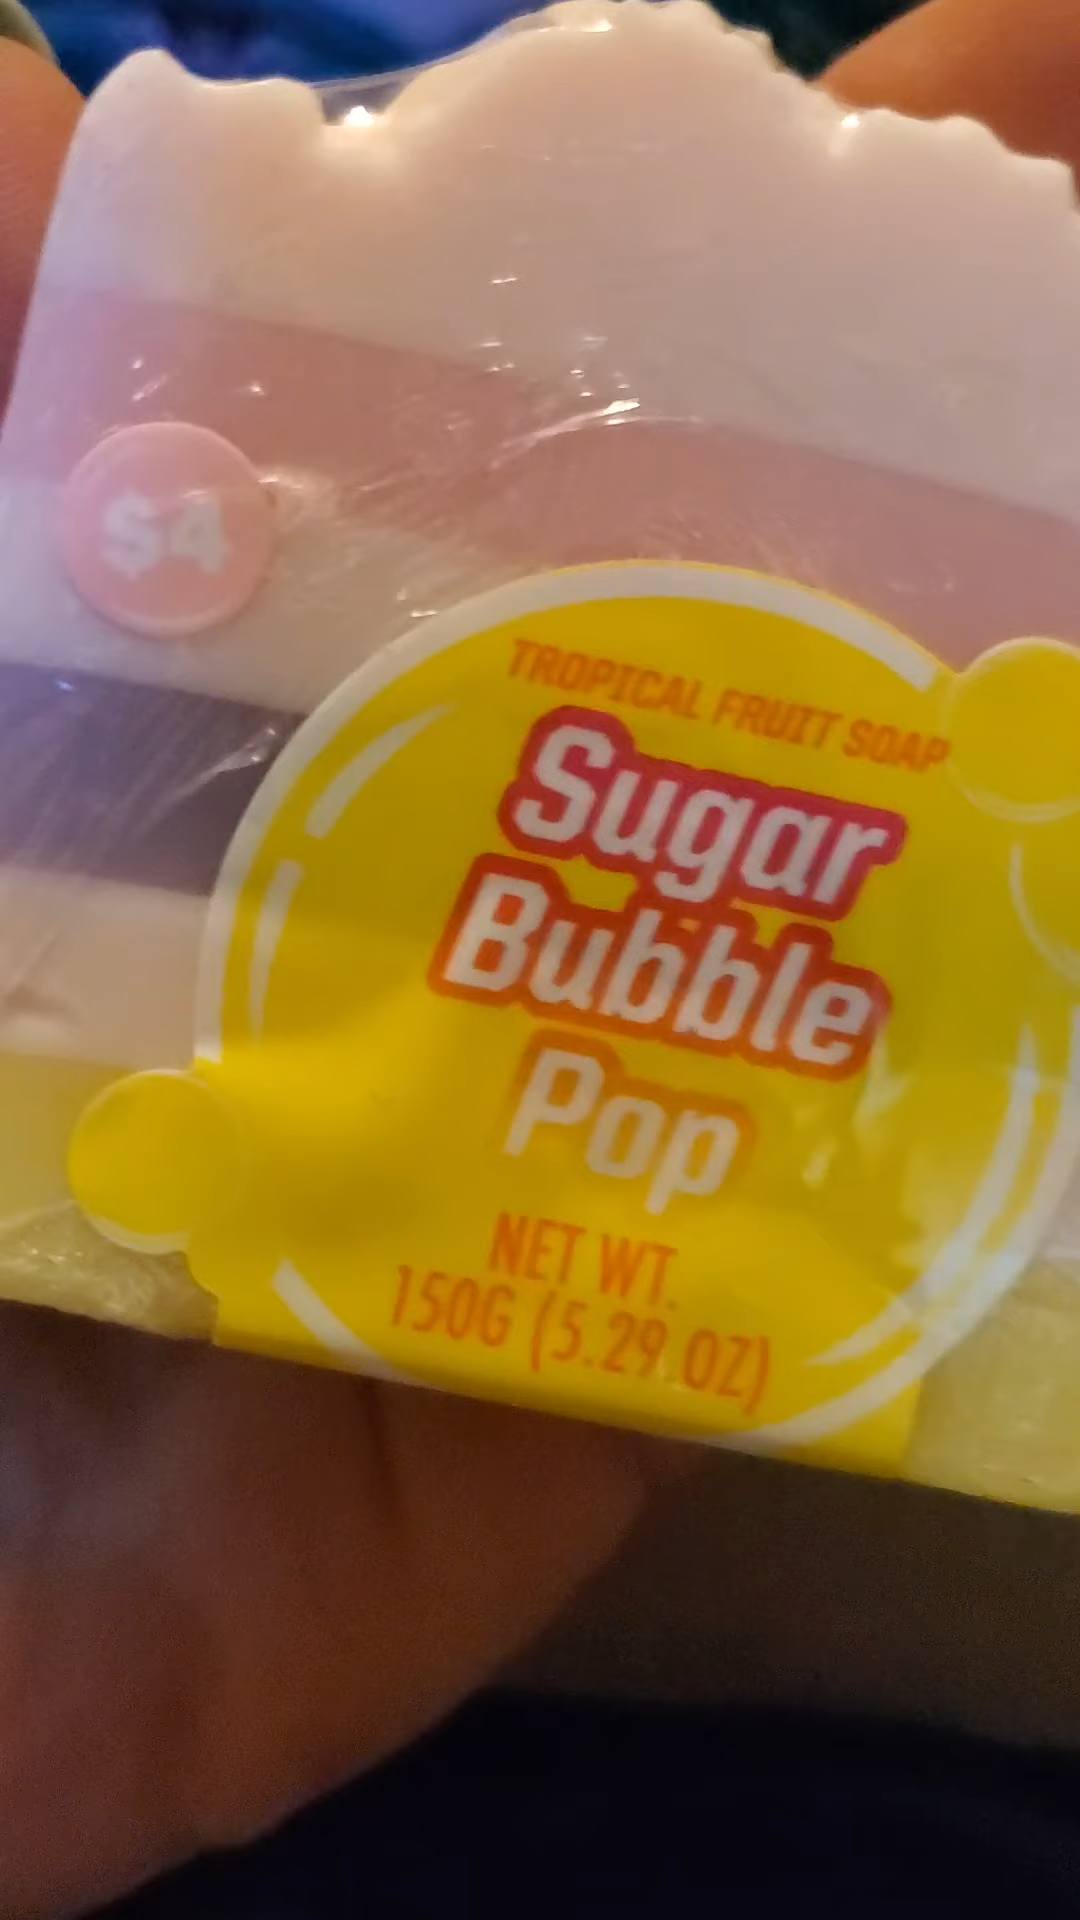 $4
TROPICAL FRUIT SOAP
Sugar
Bubble
Pop
NET WT.
150G (5.29 OZ)